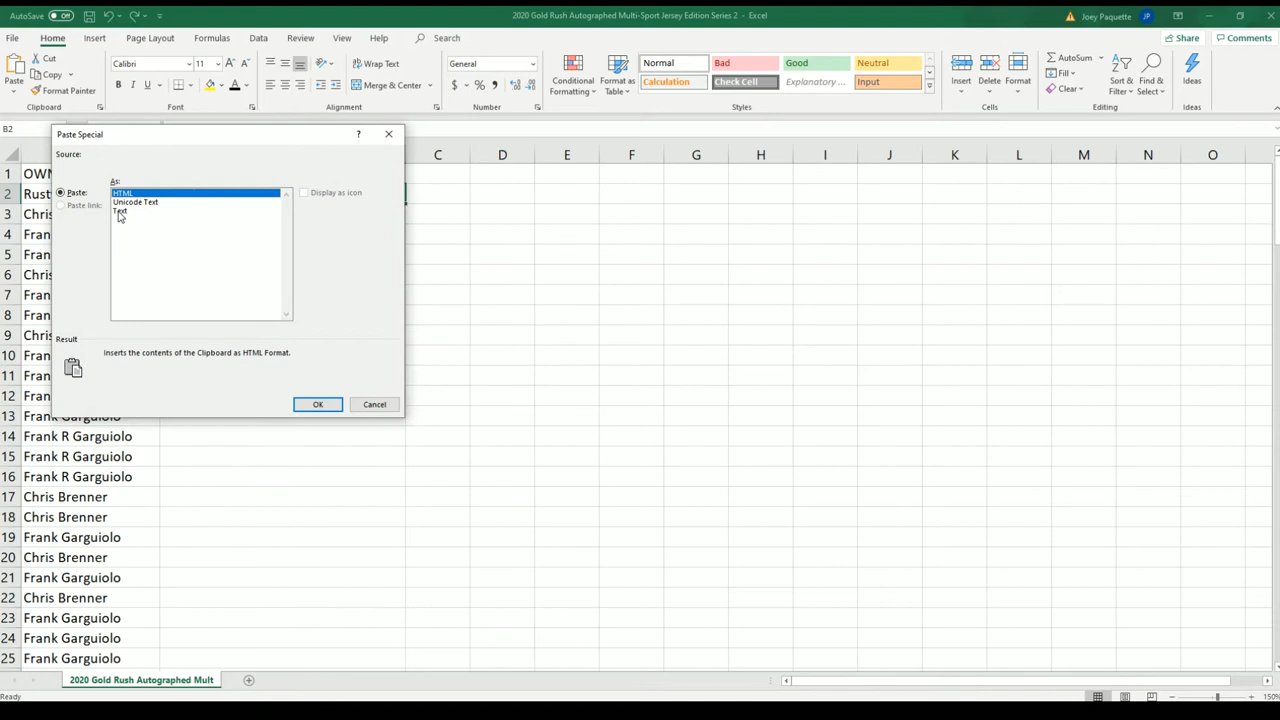 AutoSave Off
2020 Gold Rush Autographed Multi-Sport Jersey Edition Series 2 - Excel
Joey Paquette JP
File Home Insert Page Layout Formulas Data Review View Help Search Share Comments
Paste
Cut
Copy
Format Painter
Clipboard
Calibri 11
B I U
Font
Wrap Text
Merge & Center
Alignment
General
$ % ,
Number
Conditional Formatting
Format as Table
Normal Bad Good Neutral
Calculation Check Cell Explanatory ... Input
Styles
Insert Delete Format
Cells
AutoSum
Fill
Clear
Sort & Filter
Find & Select
Editing
Ideas
Ideas
B2
Paste Special ?
Source:
As:
Paste:
Paste link:
HTML
Unicode Text
Text
Display as icon
Result
Inserts the contents of the Clipboard as HTML Format.
OK Cancel
C D E F G H I J K L M N O
1 OWN
2 Rust
3 Chris
4 Fran
5 Fran
6 Chris
7 Fran
8 Fran
9 Chris
10 Fran
11 Fran
12 Fran
13 Frank Garguiolo
14 Frank R Garguiolo
15 Frank R Garguiolo
16 Frank R Garguiolo
17 Chris Brenner
18 Chris Brenner
19 Frank Garguiolo
20 Chris Brenner
21 Frank Garguiolo
22 Chris Brenner
23 Frank Garguiolo
24 Frank Garguiolo
25 Frank Garguiolo
2020 Gold Rush Autographed Mult
Ready
150%